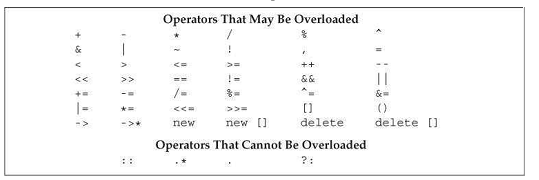 Operators That May Be Overloaded
+ - * / % ^
& | ~ ! , =
< > <= >= ++ --
<< >> == != && ||
+= -= /= %= ^= &=
|= *= <<= >>= [] ()
-> ->* new new [] delete delete []
Operators That Cannot Be Overloaded
:: .* . ?: